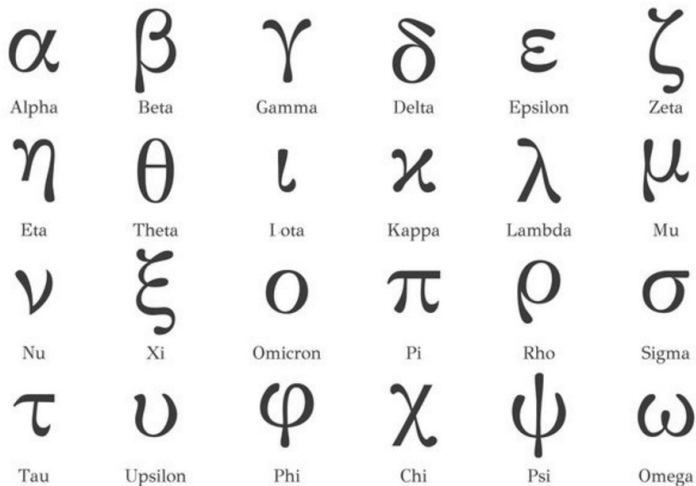 α β γ δ ε ζ
Alpha Beta Gamma Delta Epsilon Zeta
η θ ι ϰ λ μ
Eta Theta I.ota Kappa Lambda Mu
ν ξ ο π ρ σ
Nu Xi Omicron Pi Rho Sigma
τ υ φ χ ψ ω
Tau Upsilon Phi Chi Psi Omega